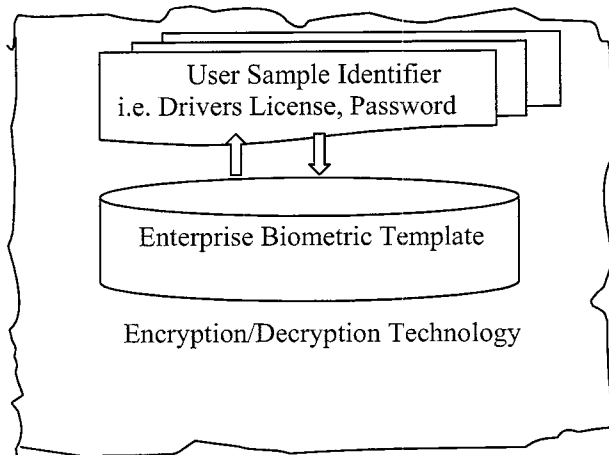 User Sample Identifier
i.e. Drivers License, Password
Enterprise Biometric Template
Encryption/Decryption Technology